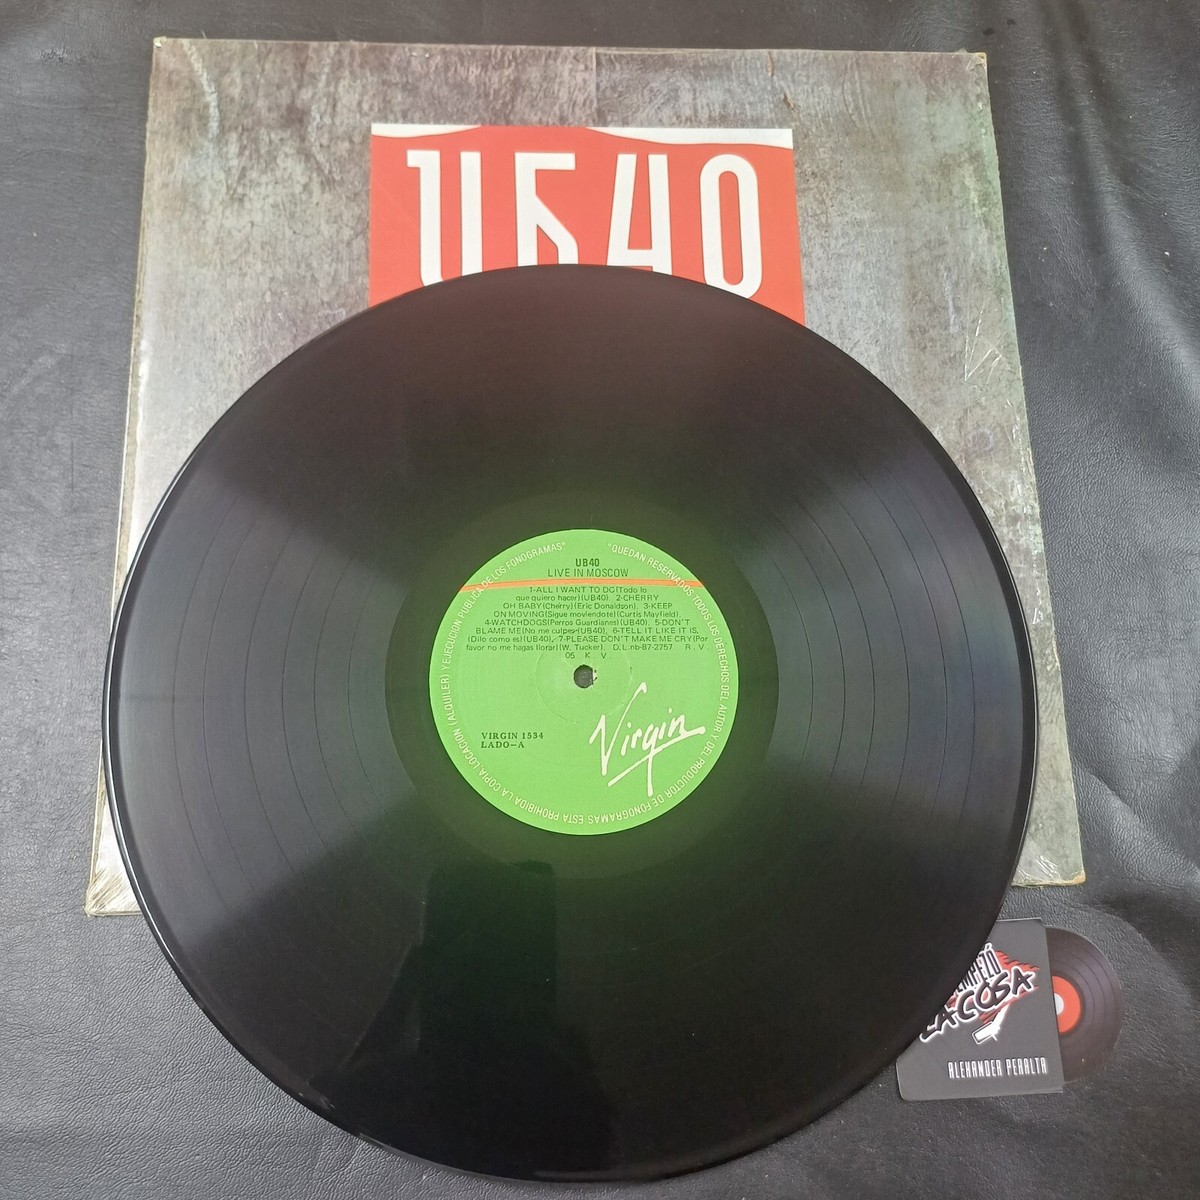 UB40
"QUEDAN RESERVADOS TODOS LOS DERECHOS DEL AUTOR Y DEL PRODUCTOR DE FONOGRAMAS. ESTA PROHIBIDA LA COPIA, LOCACION (ALQUILER) Y EJECUCION PUBLICA DE LOS FONOGRAMAS"
UB40
LIVE IN MOSCOW
1-ALL I WANT TO DO(Todo lo
que quiero hacer)(UB40), 2-CHERRY
OH BABY(Cherry)(Eric Donaldson), 3-KEEP
ON MOVING(Sigue moviendote)(Curtis Mayfield),
4-WATCHDOGS(Perros Guardianes)(UB40), 5-DON'T
BLAME ME(No me culpes)(UB40), 6-TELL IT LIKE IT IS,
(Dilo como es)(UB40), 7-PLEASE DON'T MAKE ME CRY(Por
favor no me hagas llorar)(W. Tucker), D.L.nb-87-2757 R.V.
05 K.V.
VIRGIN 1534
LADO-A
Virgin
EMPEZÓ
LA COSA
ALEXANDER PERALTA